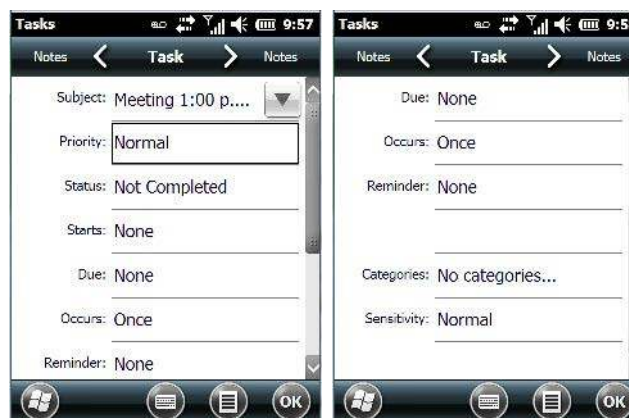 Tasks 9:57
Notes Task Notes
Subject: Meeting 1:00 p....
Priority: Normal
Status: Not Completed
Starts: None
Due: None
Occurs: Once
Reminder: None
OK
Tasks 9:5
Notes Task Notes
Due: None
Occurs: Once
Reminder: None
Categories: No categories...
Sensitivity: Normal
OK